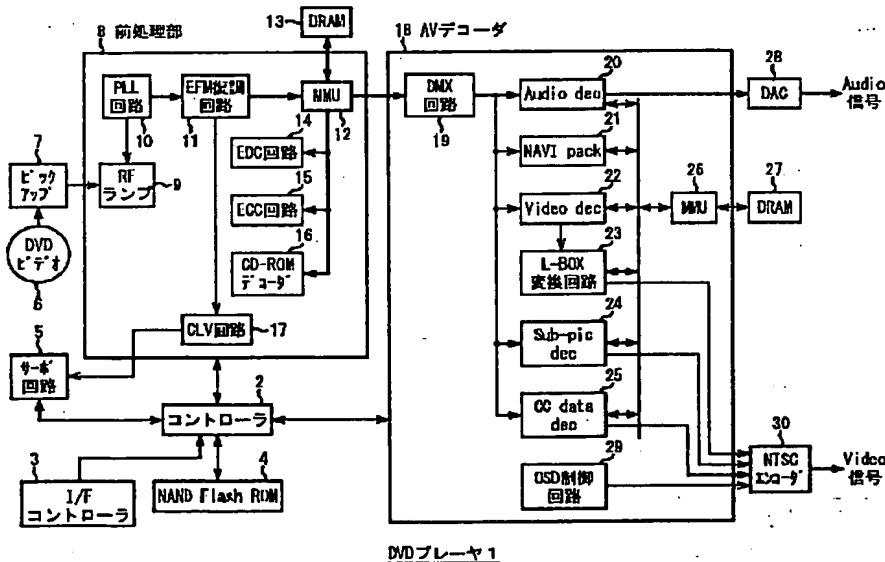 13
DRAM
8 前処理部
18 AVデコーダ
PLL
回路
10
EFM復調
回路
11
MMU
12
14
EDC回路
15
ECC回路
16
CD-ROM
デコーダ
RF
ランプ
9
7
ピック
アップ
DVD
ビデオ
6
CLV回路
17
5
サーボ
回路
2
コントローラ
3
I/F
コントローラ
4
NAND Flash ROM
DMX
回路
19
20
Audio dec
21
NAVI pack
22
Video dec
23
L-BOX
変換回路
24
Sub-pic
dec
25
CC data
dec
29
OSD制御
回路
26
MMU
27
DRAM
28
DAC
Audio
信号
30
NTSC
エンコーダ
Video
信号
DVDプレーヤ1